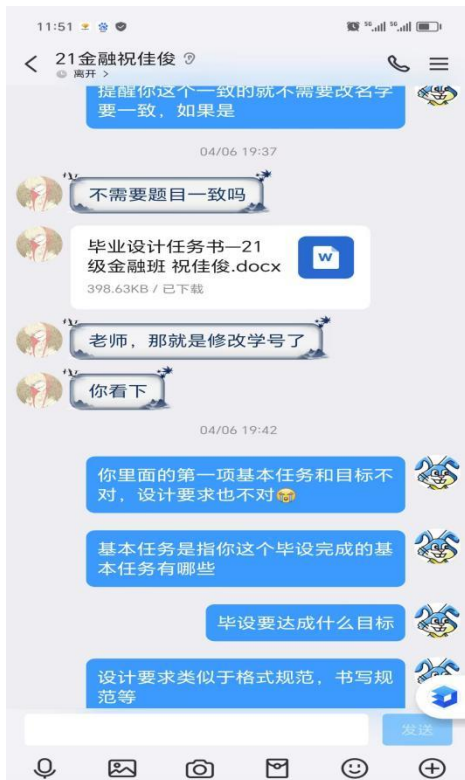 11:51
21金融祝佳俊
离开 >
提醒你这个一致的就不需要改名字
要一致，如果是
04/06 19:37
不需要题目一致吗
毕业设计任务书—21
级金融班 祝佳俊.docx
W
398.63KB / 已下载
老师，那就是修改学号了
你看下
04/06 19:42
你里面的第一项基本任务和目标不
对，设计要求也不对😭
基本任务是指你这个毕设完成的基
本任务有哪些
毕设要达成什么目标
设计要求类似于格式规范，书写规
范等
发送